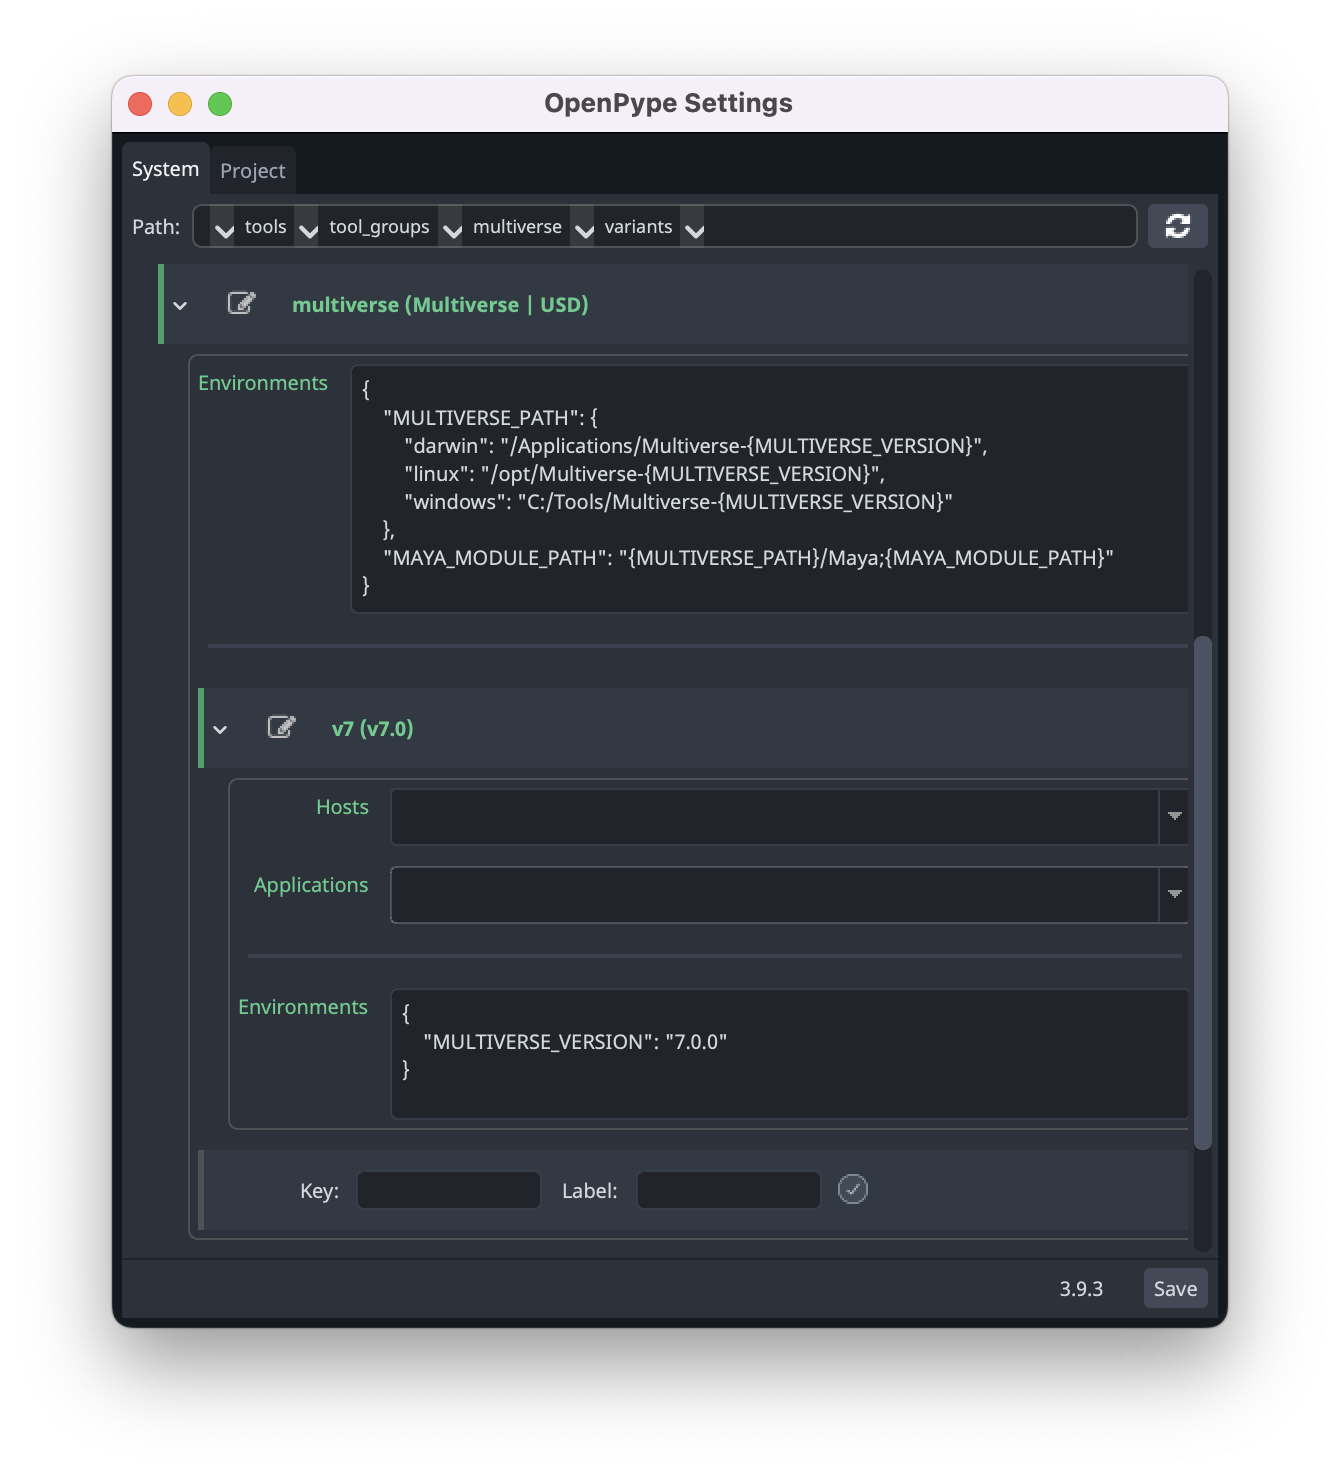 OpenPype Settings
System Project
Path: tools tool_groups multiverse variants
multiverse (Multiverse | USD)
Environments
{
"MULTIVERSE_PATH": {
"darwin": "/Applications/Multiverse-{MULTIVERSE_VERSION}",
"linux": "/opt/Multiverse-{MULTIVERSE_VERSION}",
"windows": "C:/Tools/Multiverse-{MULTIVERSE_VERSION}"
},
"MAYA_MODULE_PATH": "{MULTIVERSE_PATH}/Maya;{MAYA_MODULE_PATH}"
}
v7 (v7.0)
Hosts
Applications
Environments
{
"MULTIVERSE_VERSION": "7.0.0"
}
Key: Label:
3.9.3 Save